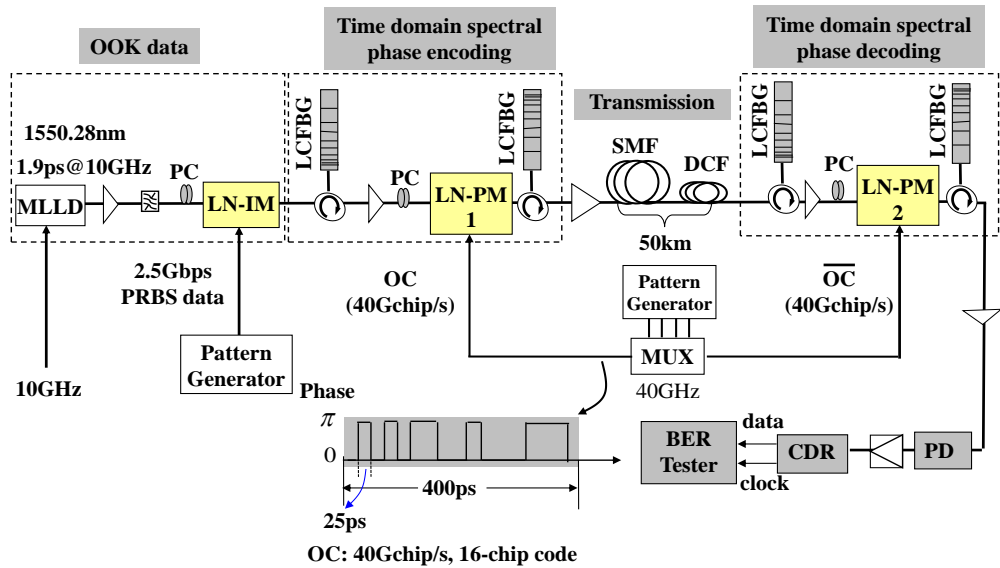 OOK data
Time domain spectral
phase encoding
Time domain spectral
phase decoding
Transmission
1550.28nm
1.9ps@10GHz
PC
MLLD
LN-IM
LCFBG
PC
LN-PM
1
LCFBG
SMF
DCF
50km
LCFBG
PC
LN-PM
2
LCFBG
2.5Gbps
PRBS data
Pattern
Generator
10GHz
OC
(40Gchip/s)
Pattern
Generator
MUX
40GHz
OC
(40Gchip/s)
Phase
π
0
400ps
25ps
OC: 40Gchip/s, 16-chip code
BER
Tester
data
clock
CDR
PD